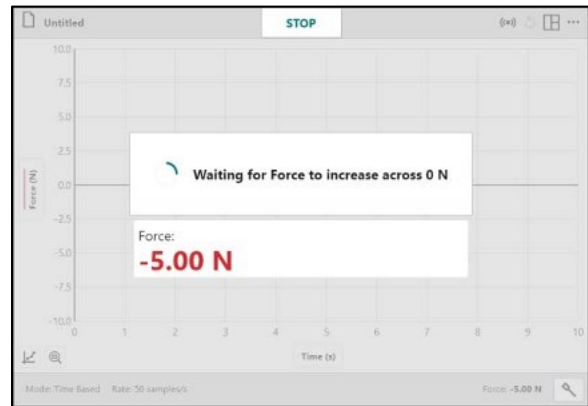 Untitled
STOP
10.0
7.5
5.0
2.5
0.0
-2.5
-5.0
-7.5
-10.0
Force (N)
Waiting for Force to increase across 0 N
Force:
-5.00 N
0 1 2 3 4 5 6 7 8 9 10
Time (s)
Mode: Time Based Rate: 50 samples/s Force: -5.00 N